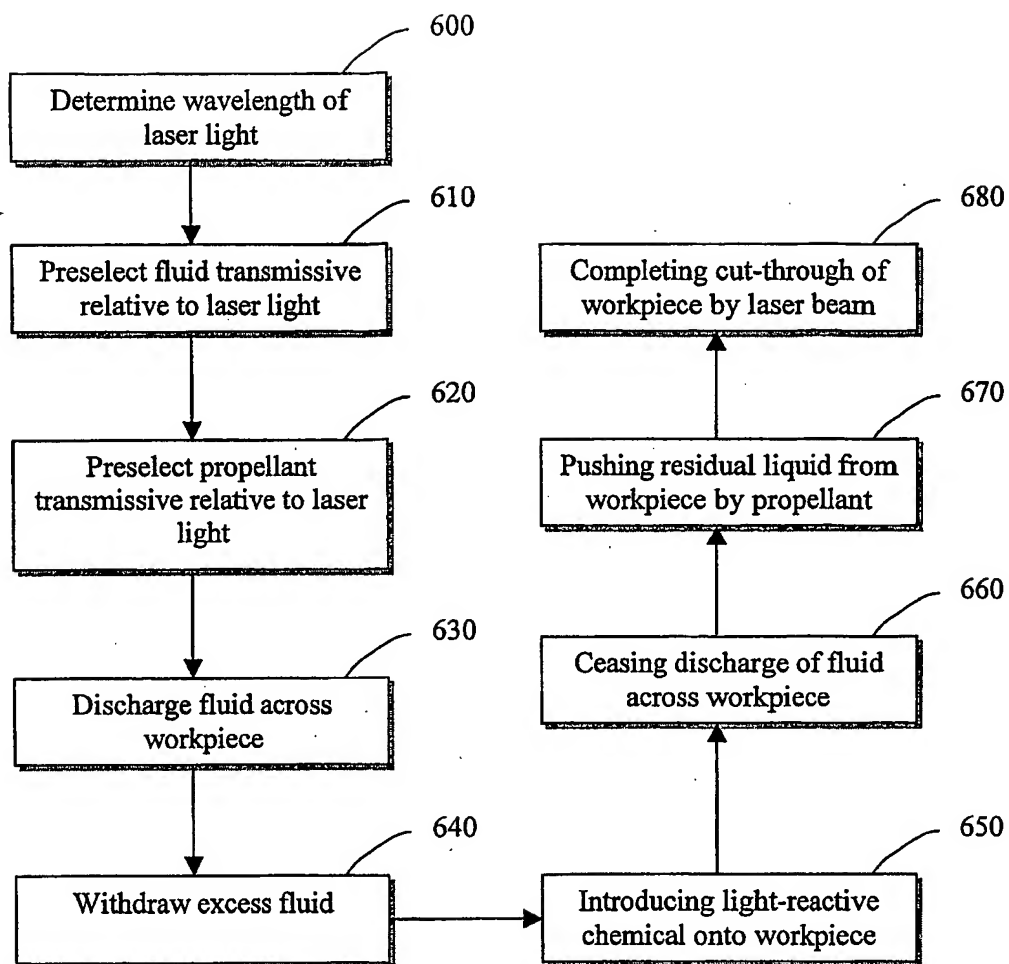 600
Determine wavelength of
laser light
610
Preselect fluid transmissive
relative to laser light
620
Preselect propellant
transmissive relative to laser
light
630
Discharge fluid across
workpiece
640
Withdraw excess fluid
650
Introducing light-reactive
chemical onto workpiece
660
Ceasing discharge of fluid
across workpiece
670
Pushing residual liquid from
workpiece by propellant
680
Completing cut-through of
workpiece by laser beam